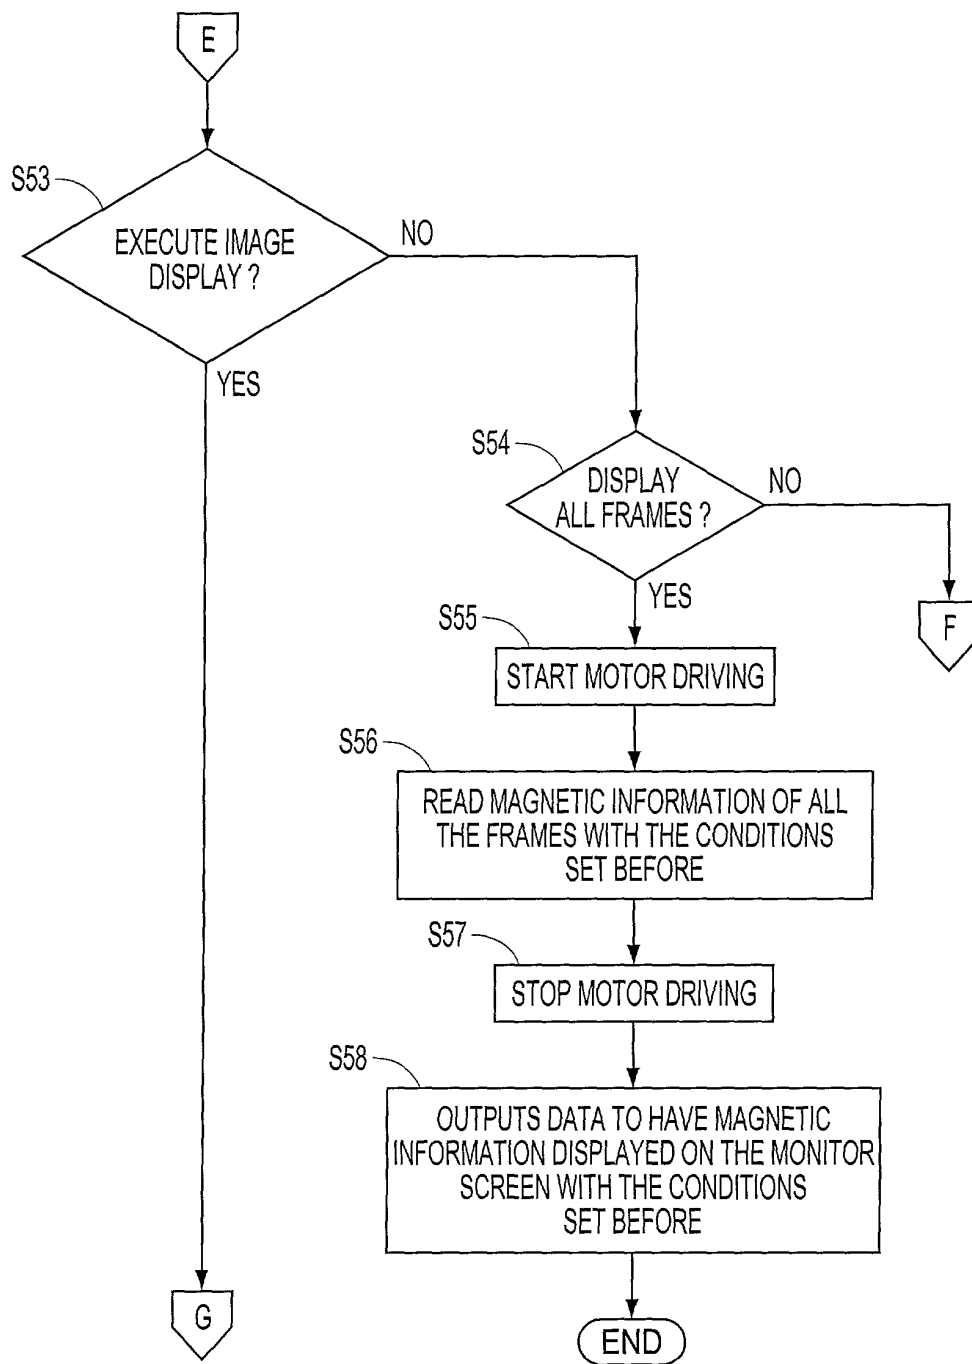 E
S53
EXECUTE IMAGE
DISPLAY ?
NO
YES
S54
DISPLAY
ALL FRAMES ?
NO
YES
F
S55
START MOTOR DRIVING
S56
READ MAGNETIC INFORMATION OF ALL
THE FRAMES WITH THE CONDITIONS
SET BEFORE
S57
STOP MOTOR DRIVING
S58
OUTPUTS DATA TO HAVE MAGNETIC
INFORMATION DISPLAYED ON THE MONITOR
SCREEN WITH THE CONDITIONS
SET BEFORE
G
END